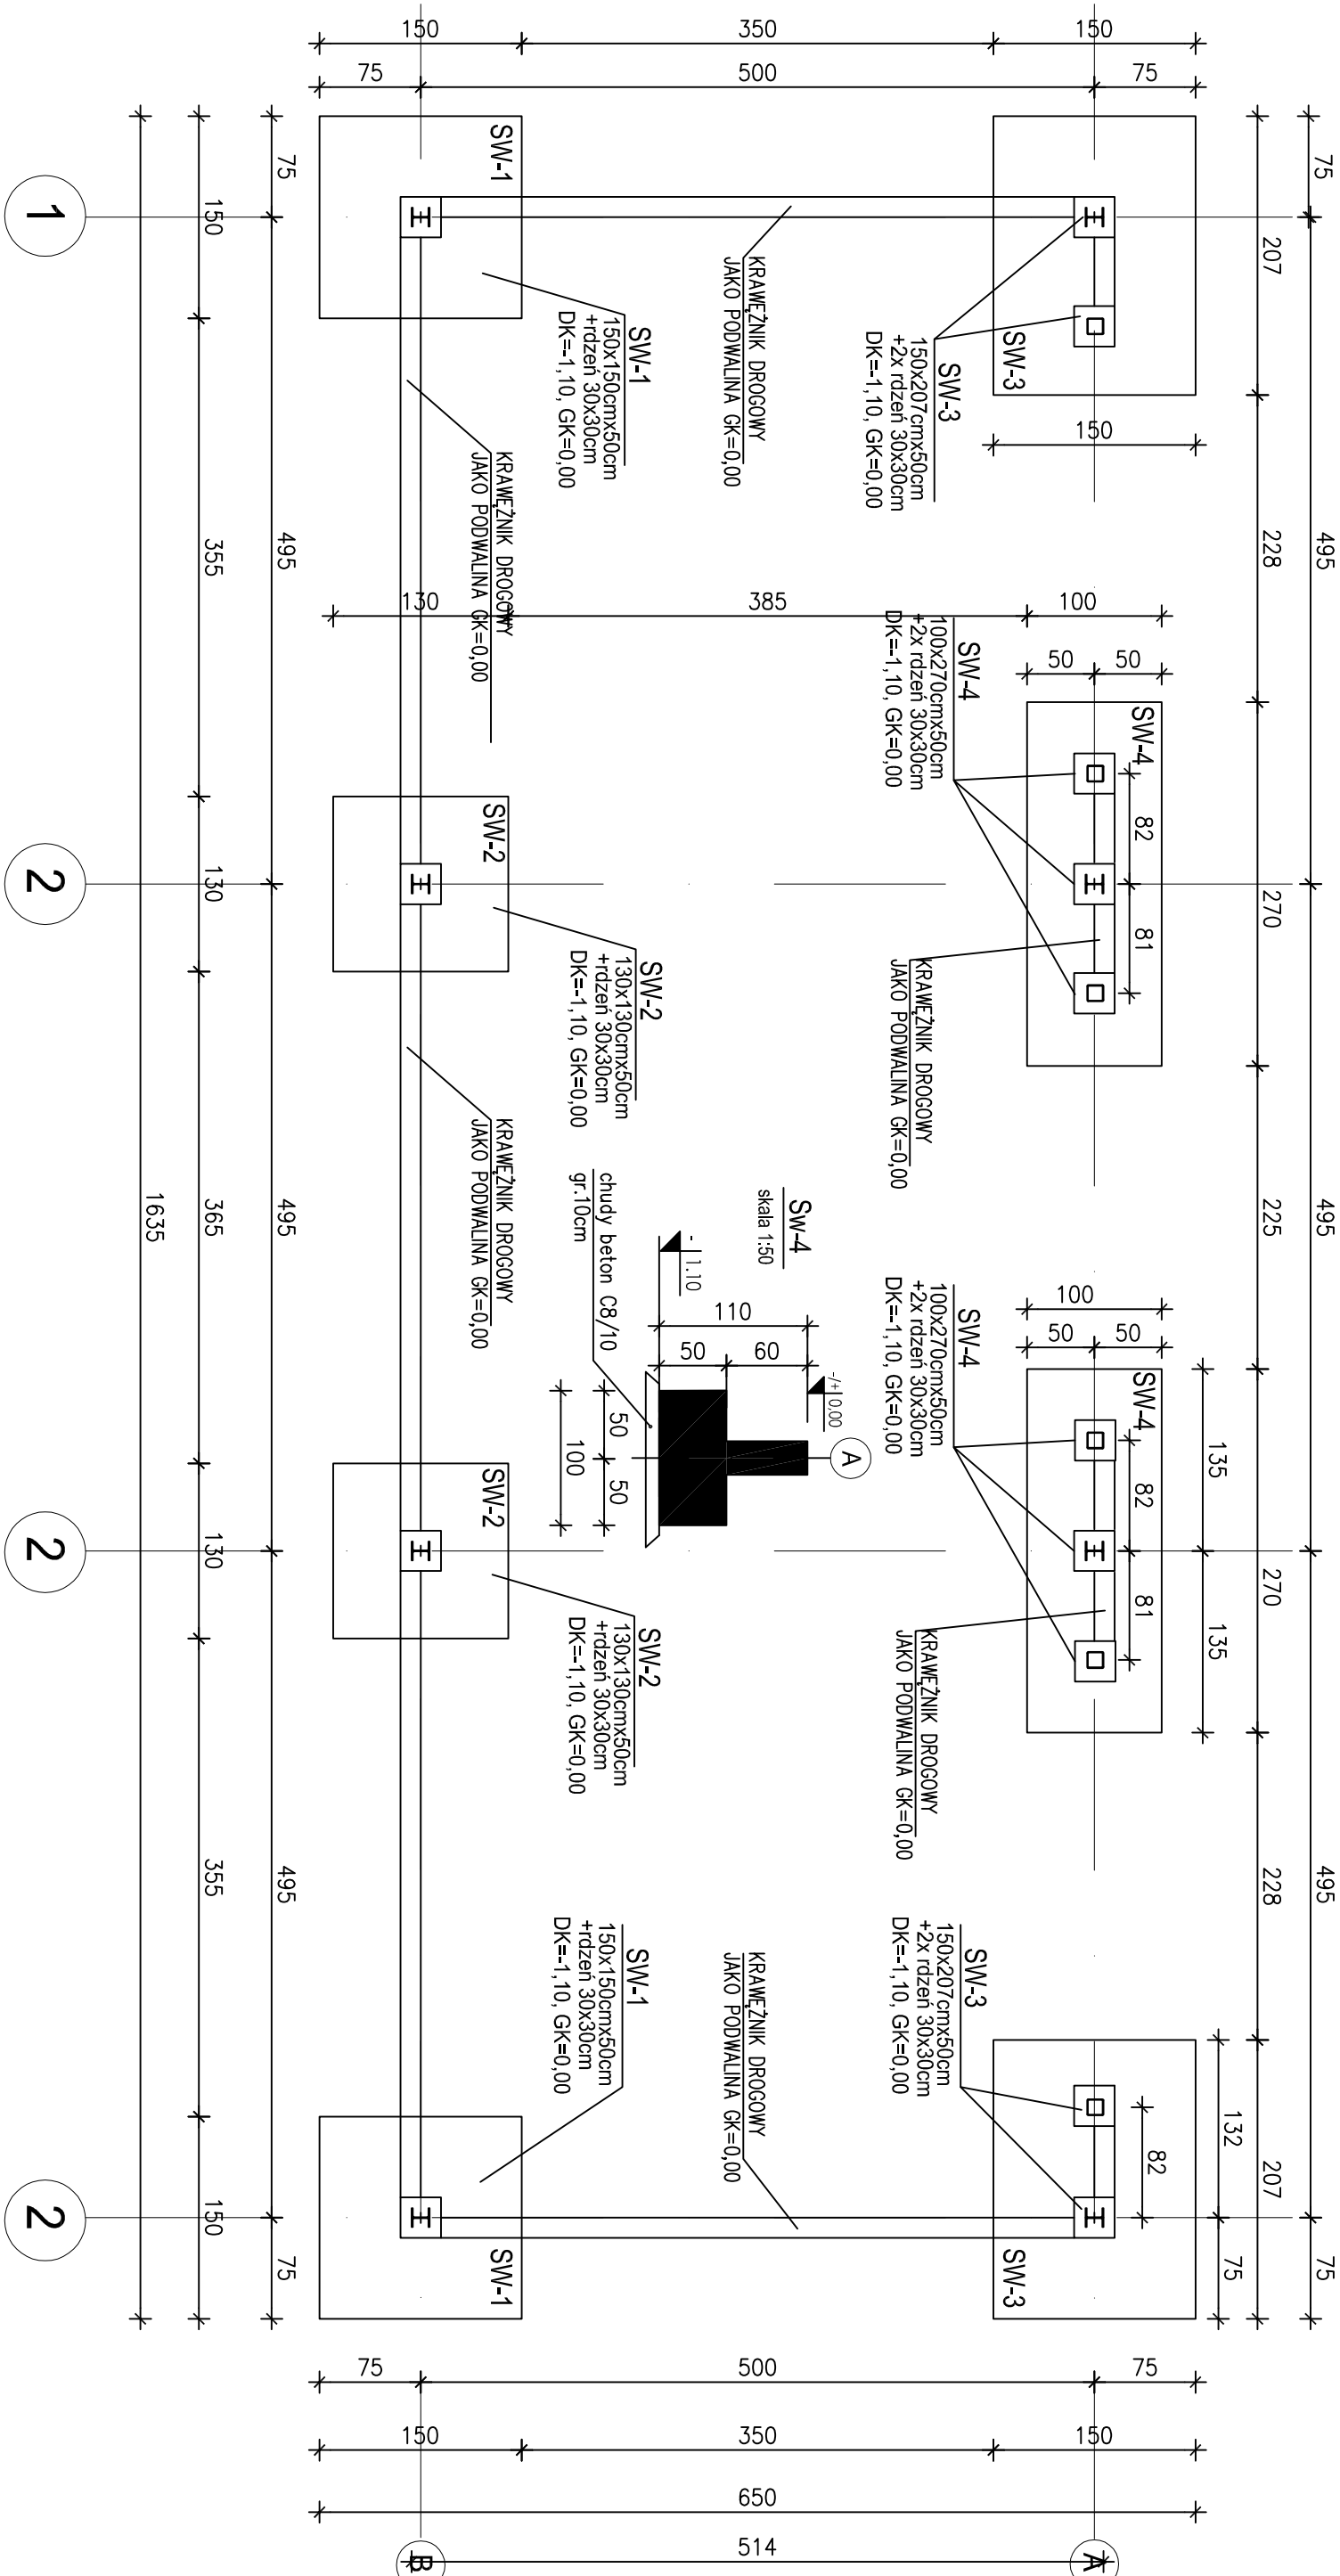 150
350
150
75
500
75
75
495
495
495
75
207
228
270
225
270
228
207
135
135
132
75
SW-3
150
SW-3
150x207cmx50cm
+2x rdzeń 30x30cm
DK=-1,10, GK=0,00
KRAWĘŻNIK DROGOWY
JAKO PODWALINA GK=0,00
SW-1
SW-1
150x150cmx50cm
+rdzeń 30x30cm
DK=-1,10, GK=0,00
KRAWĘŻNIK DROGOWY
JAKO PODWALINA GK=0,00
130
385
100
50
50
SW-4
82
81
SW-4
100x270cmx50cm
+2x rdzeń 30x30cm
DK=-1,10, GK=0,00
KRAWĘŻNIK DROGOWY
JAKO PODWALINA GK=0,00
SW-2
SW-2
130x130cmx50cm
+rdzeń 30x30cm
DK=-1,10, GK=0,00
KRAWĘŻNIK DROGOWY
JAKO PODWALINA GK=0,00
100
50
50
SW-4
82
81
SW-4
100x270cmx50cm
+2x rdzeń 30x30cm
DK=-1,10, GK=0,00
KRAWĘŻNIK DROGOWY
JAKO PODWALINA GK=0,00
Sw-4
skala 1:50
- 1.10
-/+ 0,00
110
50
60
A
50
50
100
chudy beton C8/10
gr.10cm
SW-2
SW-2
130x130cmx50cm
+rdzeń 30x30cm
DK=-1,10, GK=0,00
SW-3
150x207cmx50cm
+2x rdzeń 30x30cm
DK=-1,10, GK=0,00
82
SW-3
KRAWĘŻNIK DROGOWY
JAKO PODWALINA GK=0,00
SW-1
150x150cmx50cm
+rdzeń 30x30cm
DK=-1,10, GK=0,00
SW-1
75
495
495
495
75
150
355
130
365
130
355
150
1635
1
2
2
2
75
500
75
150
350
150
650
514
B
A